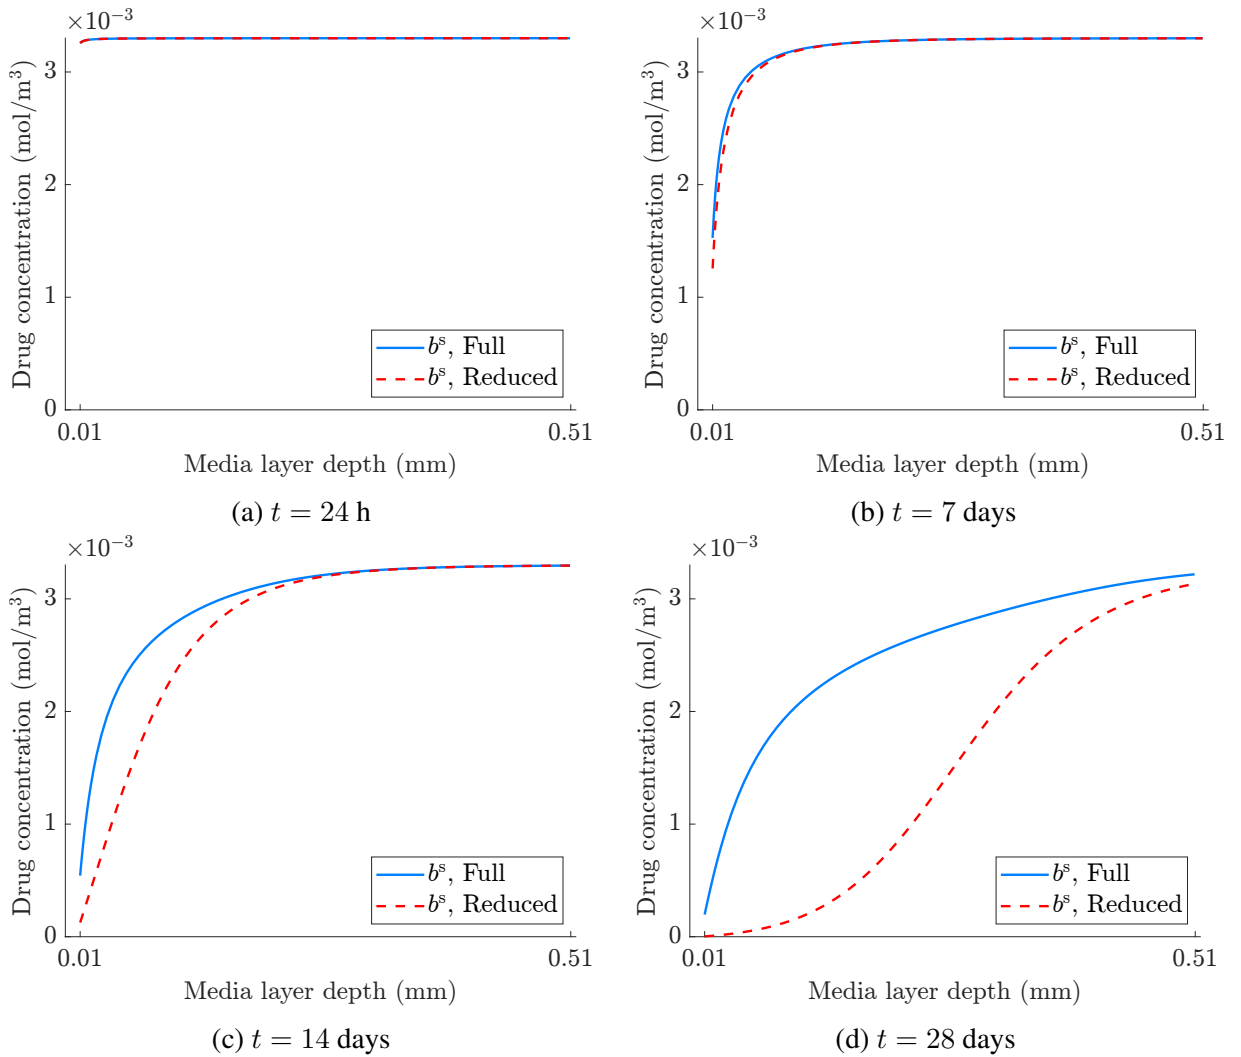 ×10⁻³
Drug concentration (mol/m³)
3
2
1
0
bˢ, Full
bˢ, Reduced
0.01
0.51
Media layer depth (mm)
(a) t = 24 h
×10⁻³
Drug concentration (mol/m³)
3
2
1
0
bˢ, Full
bˢ, Reduced
0.01
0.51
Media layer depth (mm)
(b) t = 7 days
×10⁻³
Drug concentration (mol/m³)
3
2
1
0
bˢ, Full
bˢ, Reduced
0.01
0.51
Media layer depth (mm)
(c) t = 14 days
×10⁻³
Drug concentration (mol/m³)
3
2
1
0
bˢ, Full
bˢ, Reduced
0.01
0.51
Media layer depth (mm)
(d) t = 28 days